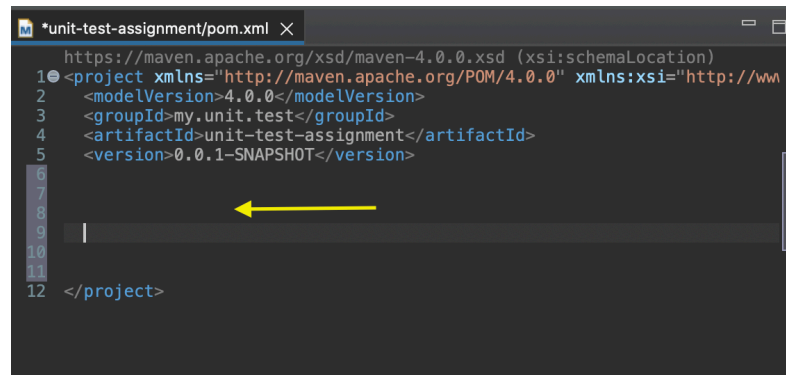 *unit-test-assignment/pom.xml
https://maven.apache.org/xsd/maven-4.0.0.xsd (xsi:schemaLocation)
1 <project xmlns="http://maven.apache.org/POM/4.0.0" xmlns:xsi="http://www
2 <modelVersion>4.0.0</modelVersion>
3 <groupId>my.unit.test</groupId>
4 <artifactId>unit-test-assignment</artifactId>
5 <version>0.0.1-SNAPSHOT</version>
6
7
8
9
10
11
12 </project>